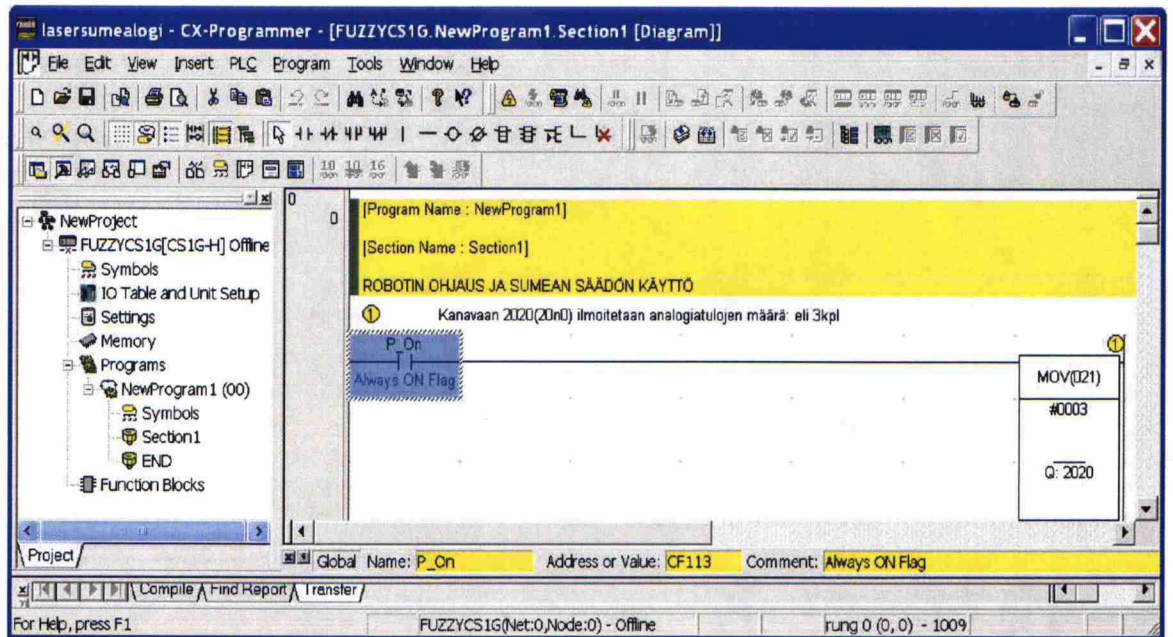 lasersumealogi - CX-Programmer - [FUZZYCS1G.NewProgram1.Section1 [Diagram]]
File Edit View Insert PLC Program Tools Window Help
10 10 16
NewProject
FUZZYCS1G[CS1G-H] Offline
Symbols
IO Table and Unit Setup
Settings
Memory
Programs
NewProgram1 (00)
Symbols
Section1
END
Function Blocks
Project
0
0
[Program Name : NewProgram1]
[Section Name : Section1]
ROBOTIN OHJAUS JA SUMEAN SÄÄDÖN KÄYTTÖ
1 Kanavaan 2020(20n0) ilmoitetaan analogiatulojen määrä: eli 3kpl
P_On
Always ON Flag
1
MOV(021)
#0003
Q: 2020
Global Name: P_On Address or Value: CF113 Comment: Always ON Flag
Compile Find Report Transfer
For Help, press F1 FUZZYCS1G(Net:0,Node:0) - Offline rung 0 (0, 0) - 1009